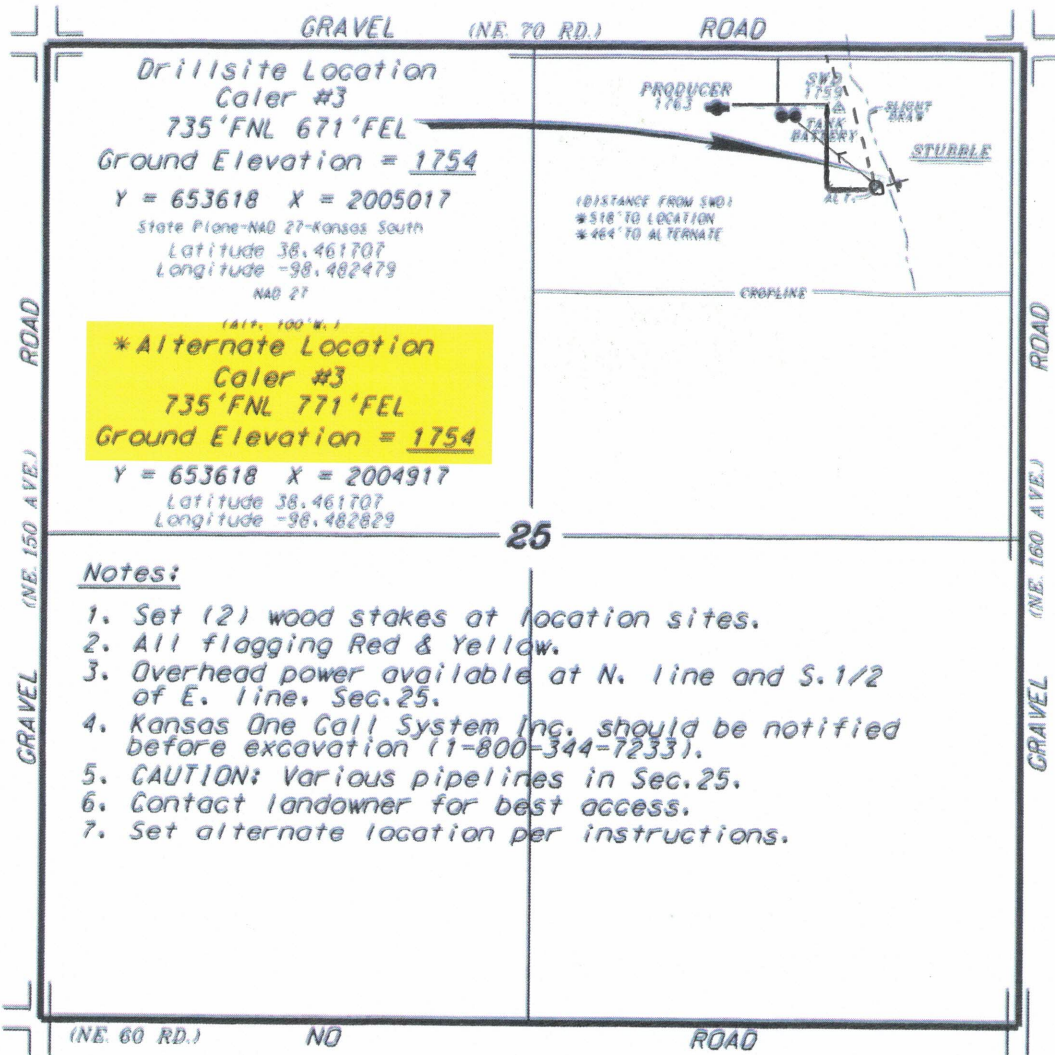 GRAVEL (NE. 70 RD.) ROAD
Drillsite Location
Caler #3
735'FNL 671'FEL
Ground Elevation = 1754
Y = 653618 X = 2005017
State Plane-NAD 27-Kansas South
Latitude 38.461707
Longitude -98.482479
NAD 27
(Alt. 100'W.)
*Alternate Location
Caler #3
735'FNL 771'FEL
Ground Elevation = 1754
Y = 653618 X = 2004917
Latitude 38.461707
Longitude -98.482829
PRODUCER
1763
SWD
1759
TANK
BATTERY
SLIGHT
DRAW
STUBBLE
ALT.
(DISTANCE FROM SWD)
*518' TO LOCATION
*464' TO ALTERNATE
CROPLINE
25
GRAVEL (NE. 150 AVE.) ROAD
GRAVEL (NE. 160 AVE.) ROAD
Notes:
1. Set (2) wood stakes at location sites.
2. All flagging Red & Yellow.
3. Overhead power available at N. line and S.1/2
of E. line, Sec.25.
4. Kansas One Call System Inc. should be notified
before excavation (1-800-344-7233).
5. CAUTION: Various pipelines in Sec.25.
6. Contact landowner for best access.
7. Set alternate location per instructions.
(NE. 60 RD.) NO ROAD